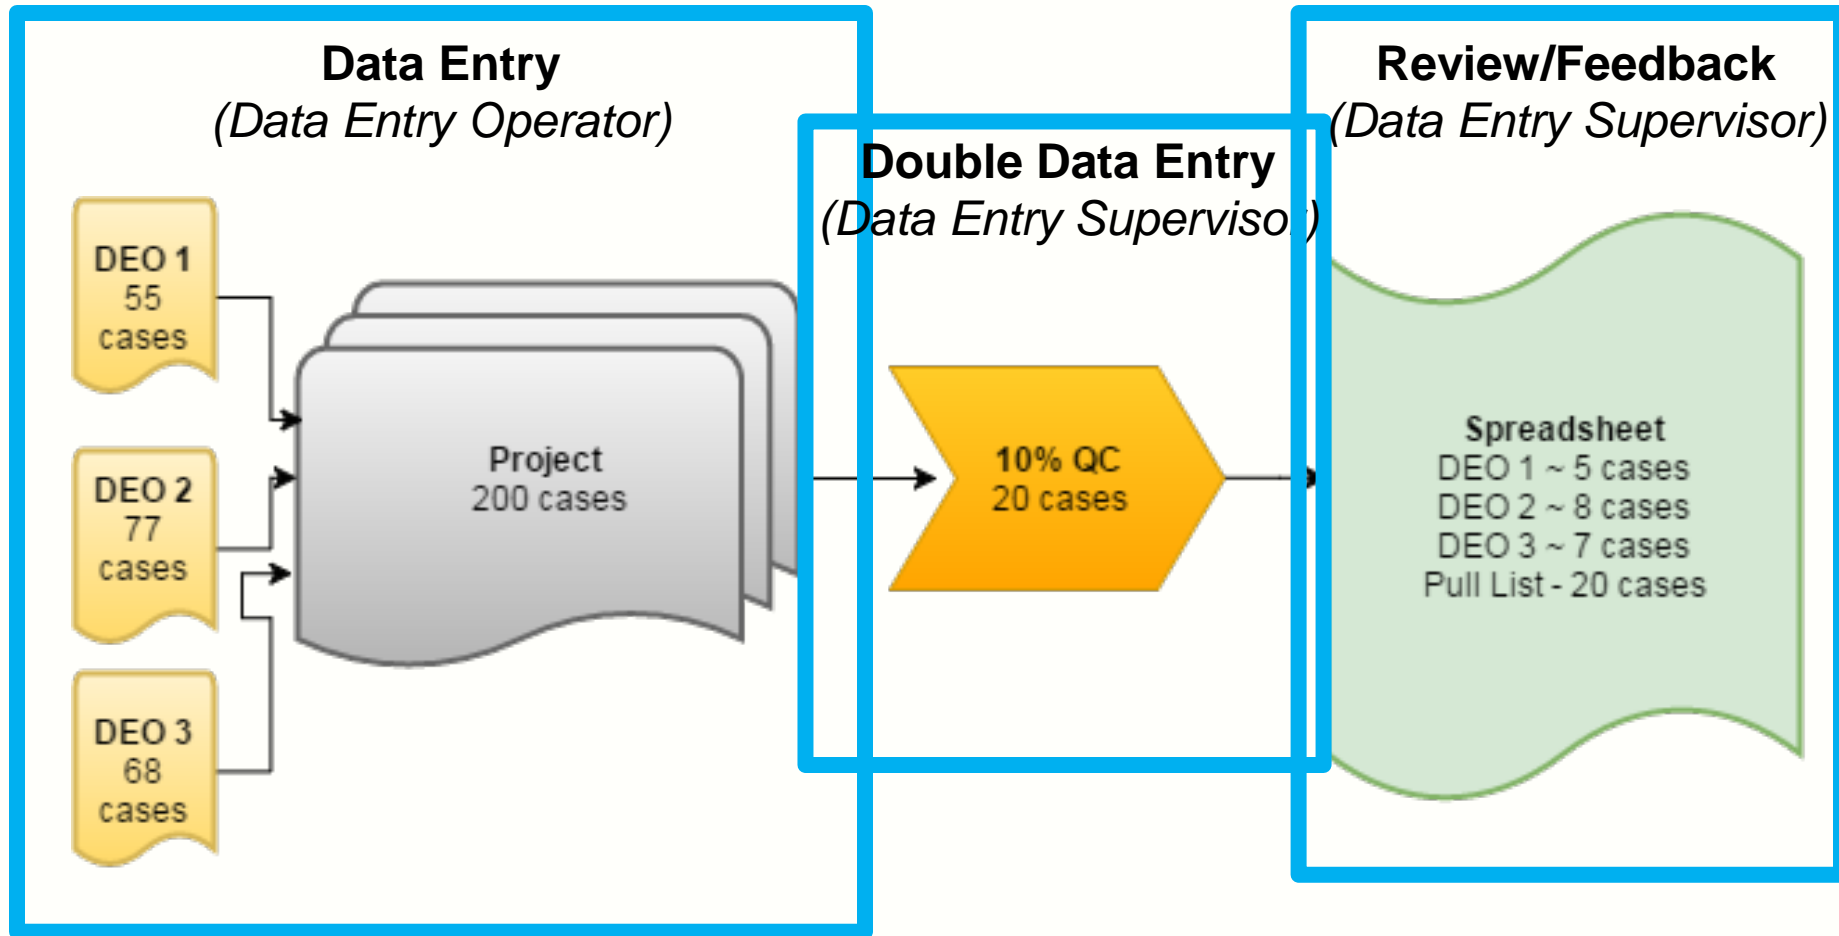 Data Entry
(Data Entry Operator)
DEO 1
55
cases
DEO 2
77
cases
DEO 3
68
cases
Project
200 cases
Double Data Entry
(Data Entry Supervisor)
10% QC
20 cases
Review/Feedback
(Data Entry Supervisor)
Spreadsheet
DEO 1 ~ 5 cases
DEO 2 ~ 8 cases
DEO 3 ~ 7 cases
Pull List - 20 cases